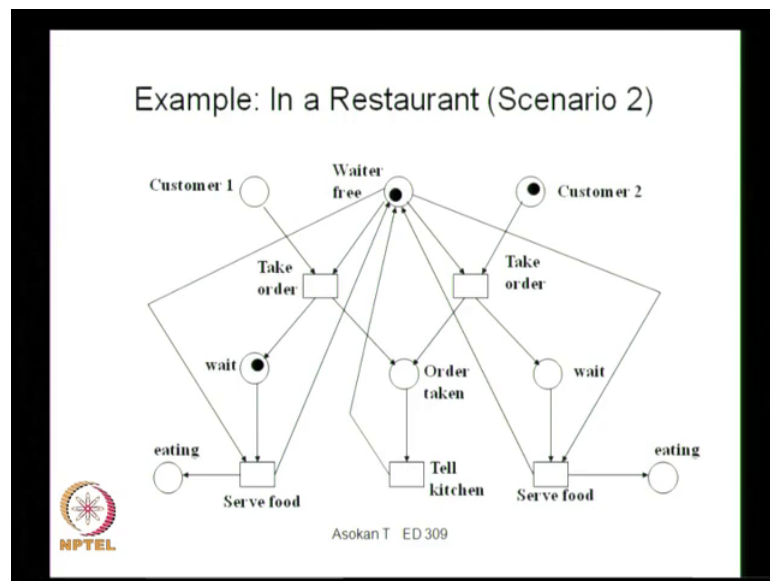 Example: In a Restaurant (Scenario 2)
Customer 1
Waiter
free
Customer 2
Take
order
Take
order
wait
Order
taken
wait
eating
Serve food
Tell
kitchen
Serve food
eating
NPTEL
Asokan T ED 309